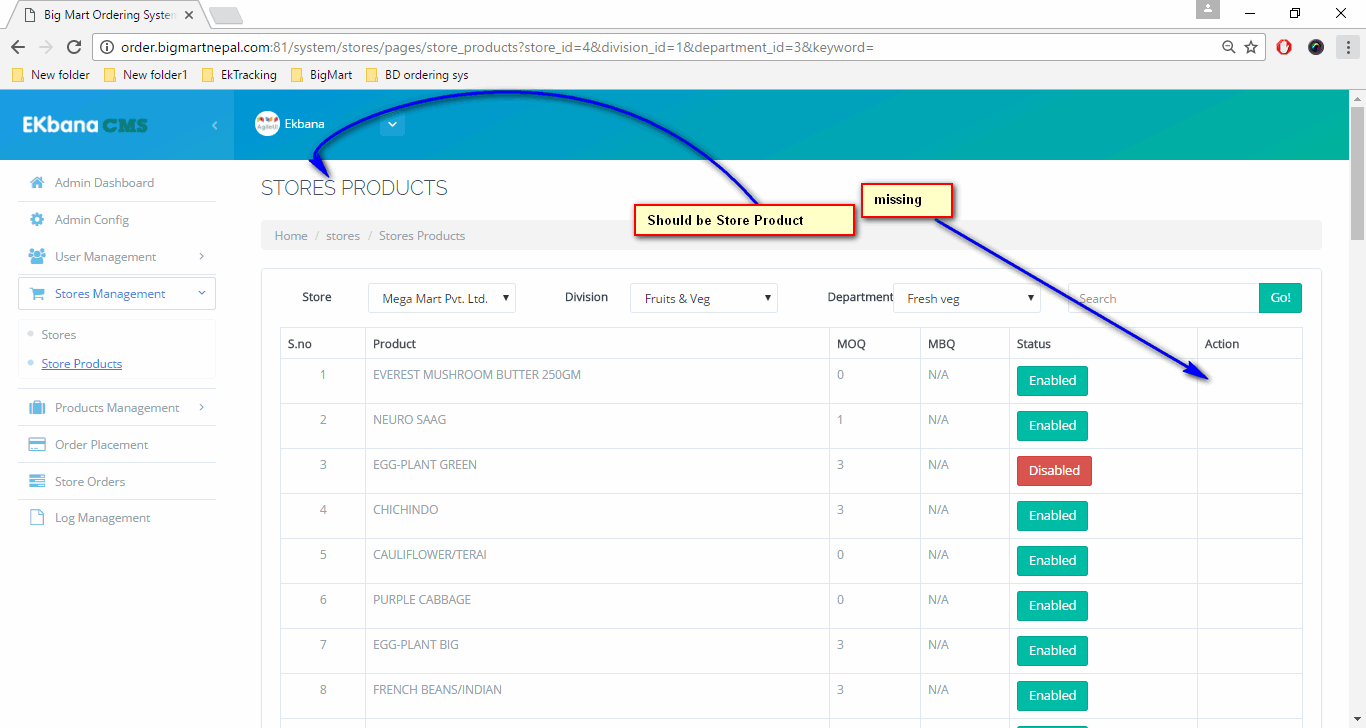 Big Mart Ordering System
order.bigmartnepal.com:81/system/stores/pages/store_products?store_id=4&division_id=1&department_id=3&keyword=
New folder New folder1 EkTracking BigMart BD ordering sys
EKbana CMS
Ekbana
Admin Dashboard
Admin Config
User Management
Stores Management
Stores
Store Products
Products Management
Order Placement
Store Orders
Log Management
STORES PRODUCTS
Should be Store Product
missing
Home / stores / Stores Products
Store Mega Mart Pvt. Ltd. Division Fruits & Veg Department Fresh veg Search Go!
S.no Product MOQ MBQ Status Action
1 EVEREST MUSHROOM BUTTER 250GM 0 N/A Enabled
2 NEURO SAAG 1 N/A Enabled
3 EGG-PLANT GREEN 3 N/A Disabled
4 CHICHINDO 3 N/A Enabled
5 CAULIFLOWER/TERAI 0 N/A Enabled
6 PURPLE CABBAGE 0 N/A Enabled
7 EGG-PLANT BIG 3 N/A Enabled
8 FRENCH BEANS/INDIAN 3 N/A Enabled